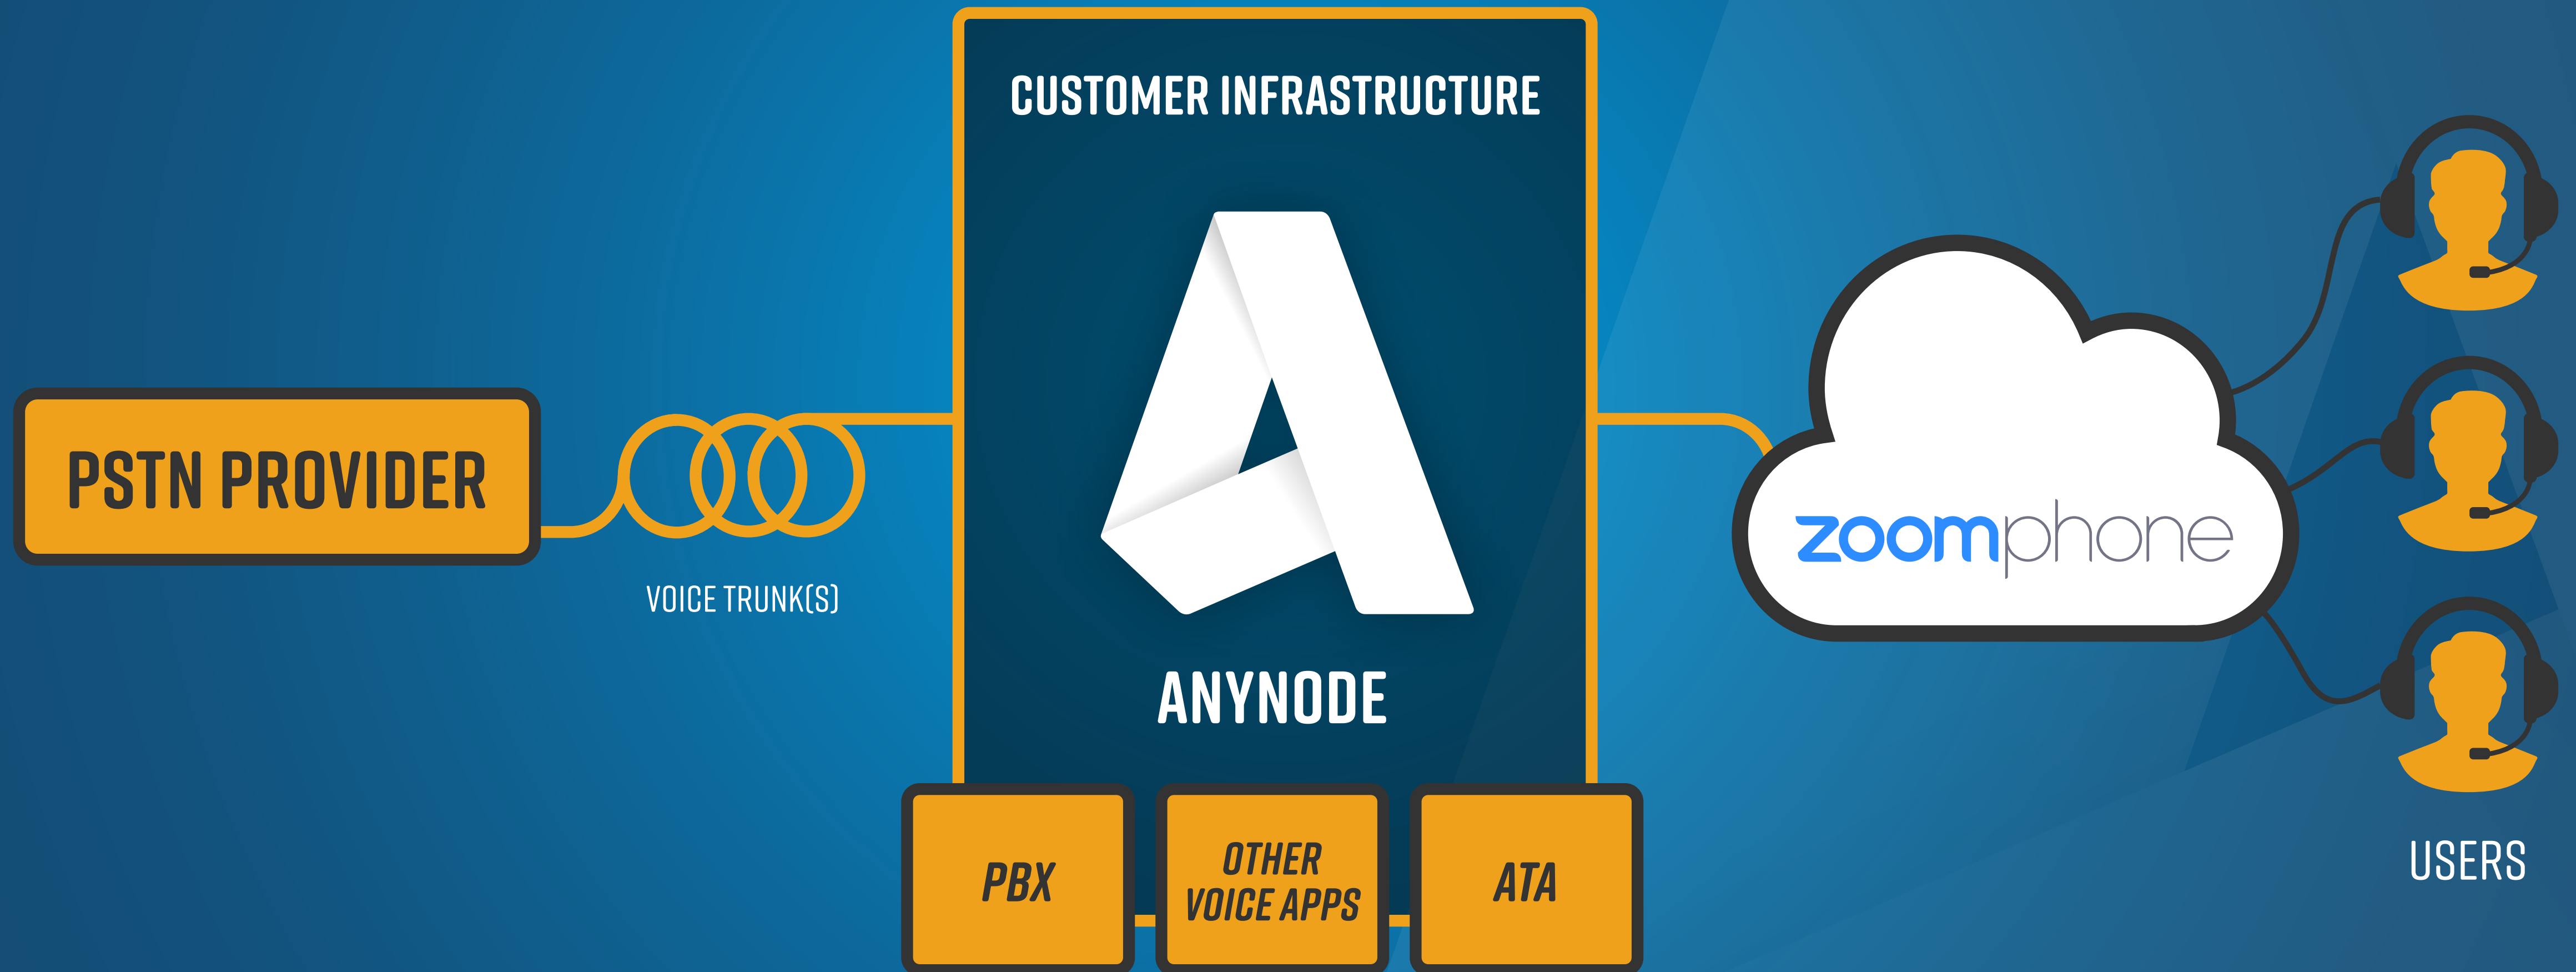 CUSTOMER INFRASTRUCTURE
PSTN PROVIDER
VOICE TRUNK(S)
ANYNODE
zoomphone
PBX
OTHER
VOICE APPS
ATA
USERS